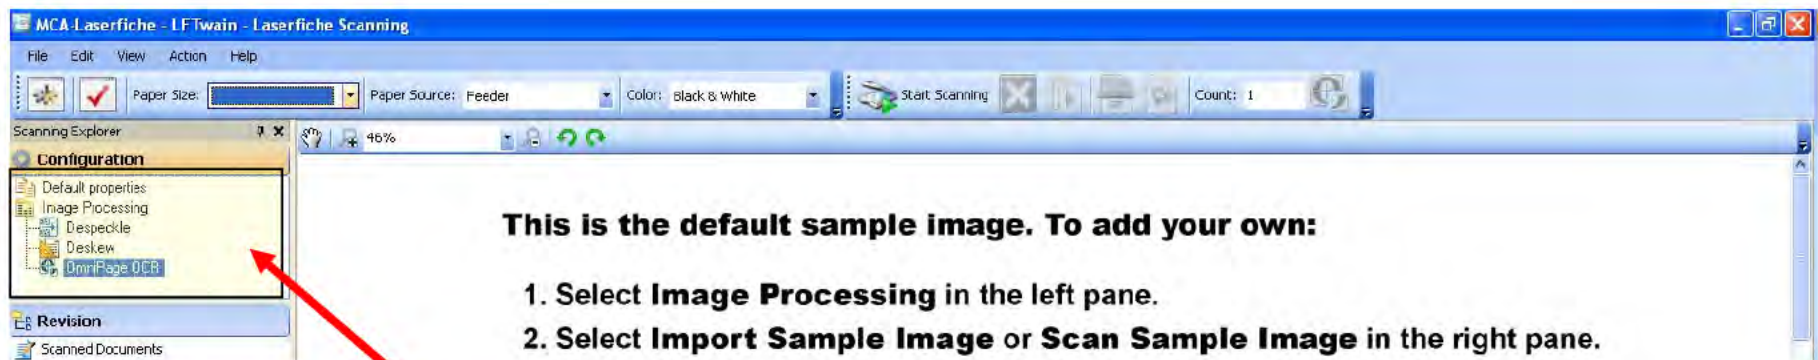 MCA-Laserfiche - LFTwain - Laserfiche Scanning
File Edit View Action Help
Paper Size: Paper Source: Feeder Color: Black & White Start Scanning Count: 1
Scanning Explorer
46%
Configuration
Default properties
Image Processing
Despeckle
Deskew
OmniPage OCR
This is the default sample image. To add your own:
1. Select Image Processing in the left pane.
2. Select Import Sample Image or Scan Sample Image in the right pane.
Revision
Scanned Documents